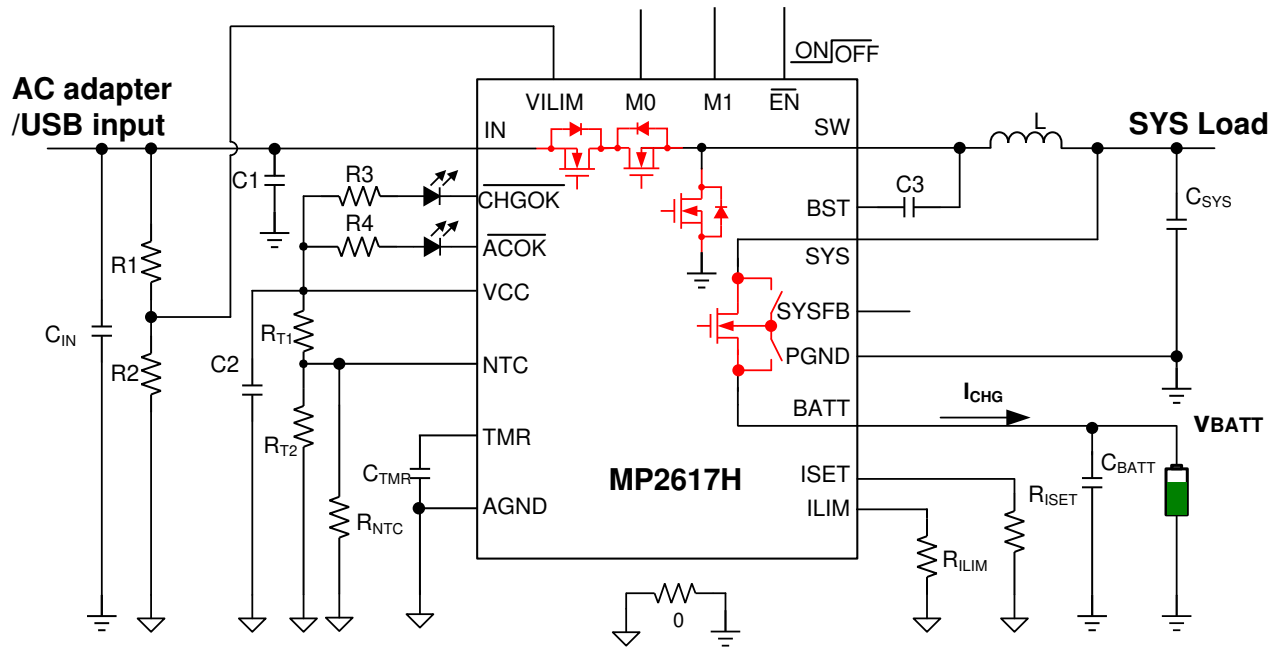 ON/OFF
AC adapter
/USB input
VILIM
M0
M1
EN
IN
SW
L
SYS Load
C1
R3
CHGOK
C3
BST
CSYS
R4
ACOK
SYS
R1
VCC
SYSFB
CIN
RT1
R2
C2
NTC
PGND
ICHG
BATT
VBATT
RT2
TMR
CTMR
MP2617H
ISET
CBATT
RISET
AGND
ILIM
RNTC
RILIM
0